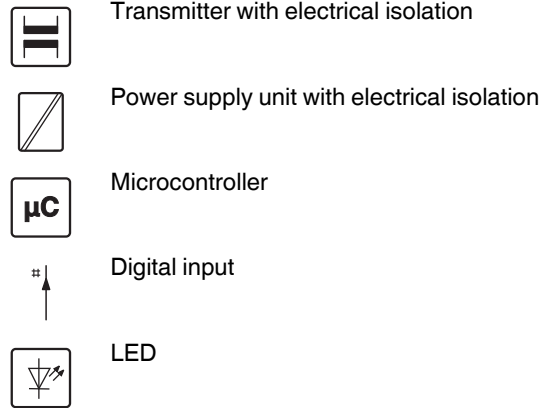 Transmitter with electrical isolation
Power supply unit with electrical isolation
µC
Microcontroller
#
Digital input
LED